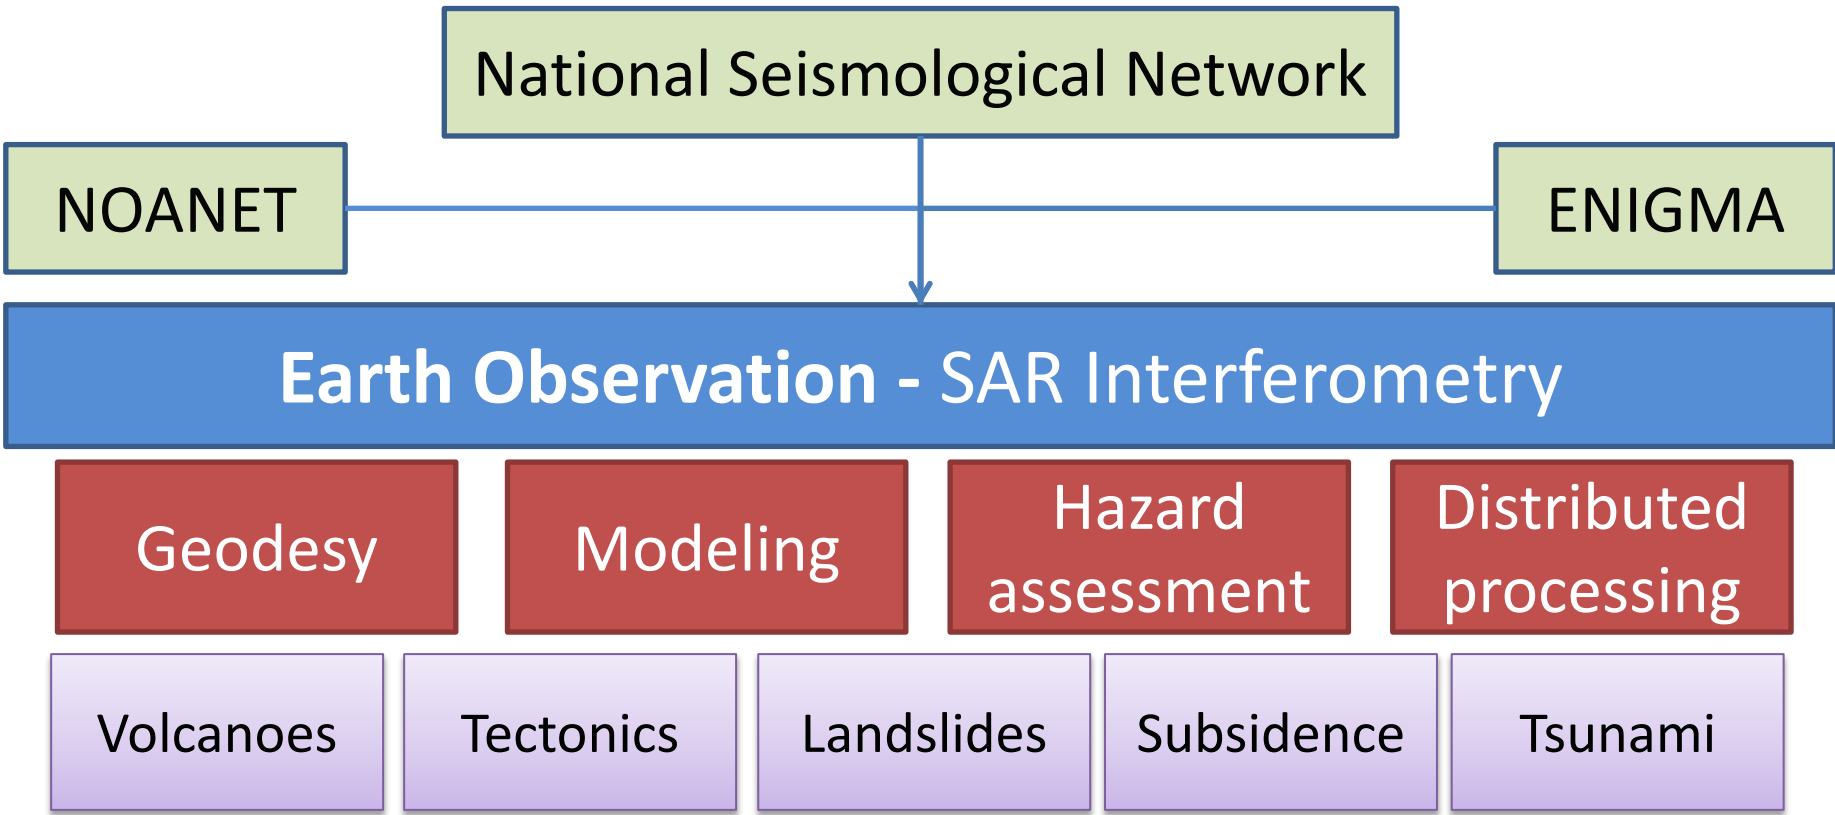 National Seismological Network
NOANET
ENIGMA
Earth Observation - SAR Interferometry
Geodesy
Modeling
Hazard
assessment
Distributed
processing
Volcanoes
Tectonics
Landslides
Subsidence
Tsunami